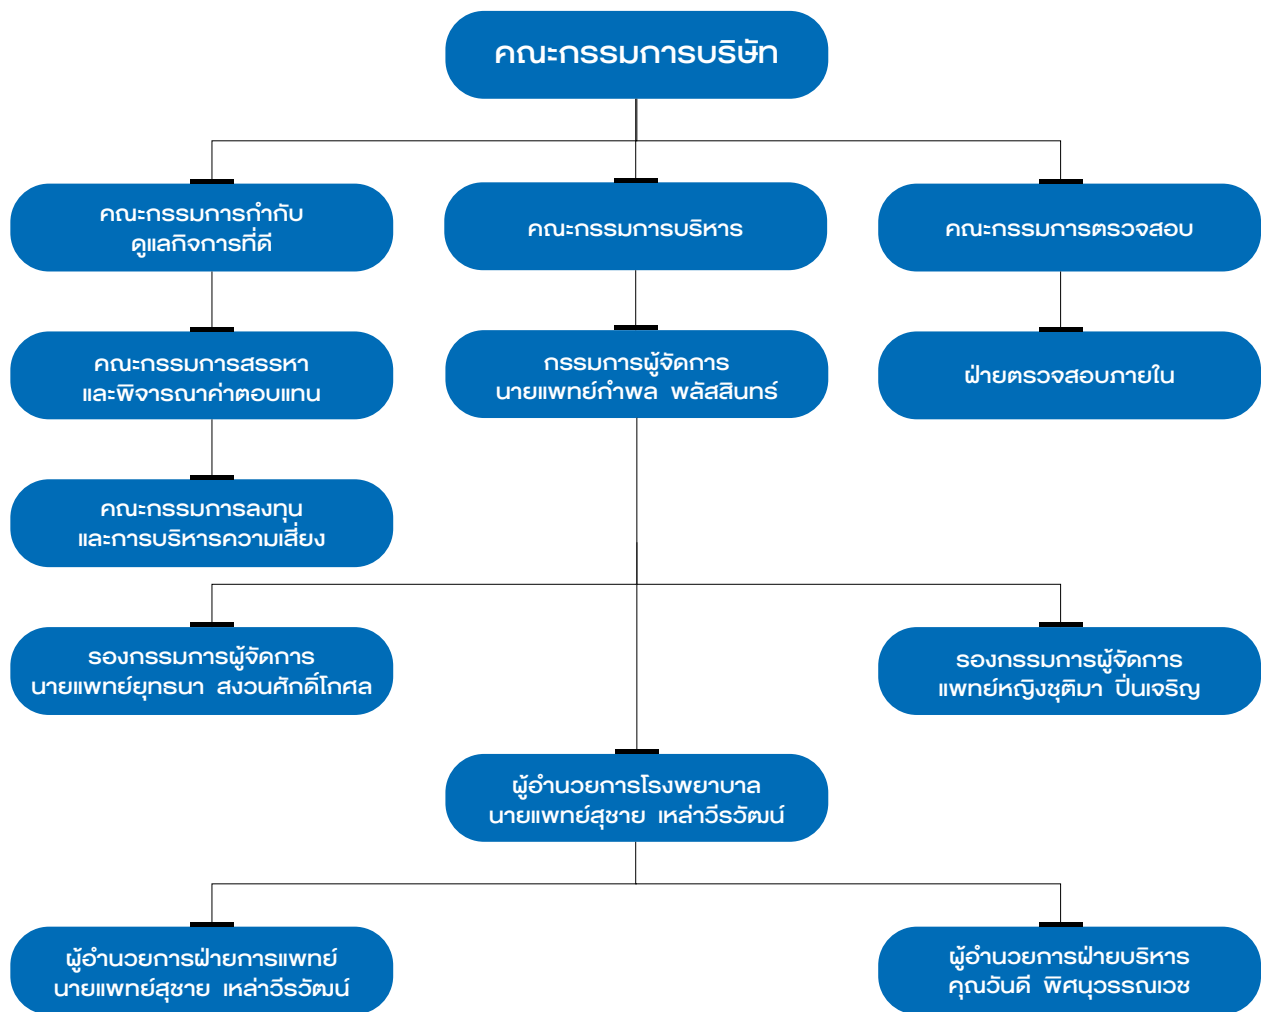 คณะกรรมการบริษัท
คณะกรรมการกำกับ
ดูแลกิจการที่ดี
คณะกรรมการบริหาร
คณะกรรมการตรวจสอบ
คณะกรรมการสรรหา
และพิจารณาค่าตอบแทน
กรรมการผู้จัดการ
นายแพทย์กำพล พลัสสินทร์
ฝ่ายตรวจสอบภายใน
คณะกรรมการลงทุน
และการบริหารความเสี่ยง
รองกรรมการผู้จัดการ
นายแพทย์ยุทธนา สงวนศักดิ์โกศล
รองกรรมการผู้จัดการ
แพทย์หญิงชุติมา ปิ่นเจริญ
ผู้อำนวยการโรงพยาบาล
นายแพทย์สุชาย เหล่าวีรวัฒน์
ผู้อำนวยการฝ่ายการแพทย์
นายแพทย์สุชาย เหล่าวีรวัฒน์
ผู้อำนวยการฝ่ายบริหาร
คุณวันดี พิศนุวรรณเวช